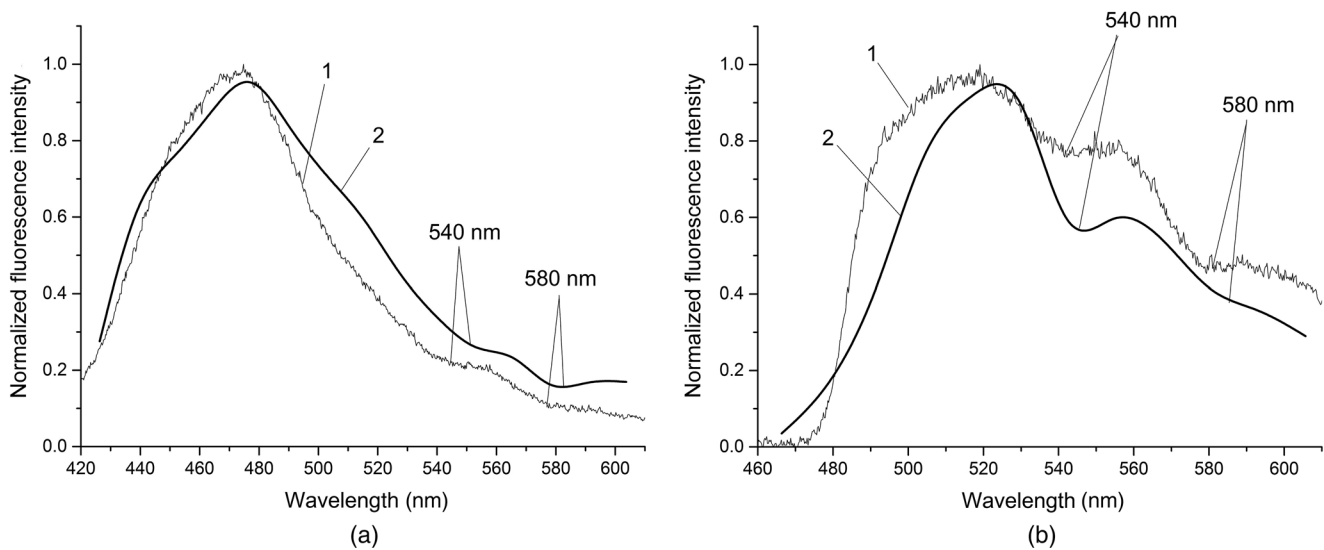 Normalized fluorescence intensity
1.0
0.8
0.6
0.4
0.2
0.0
1
2
540 nm
580 nm
420 440 460 480 500 520 540 560 580 600
Wavelength (nm)
(a)
Normalized fluorescence intensity
1.0
0.8
0.6
0.4
0.2
0.0
540 nm
1
580 nm
2
460 480 500 520 540 560 580 600
Wavelength (nm)
(b)